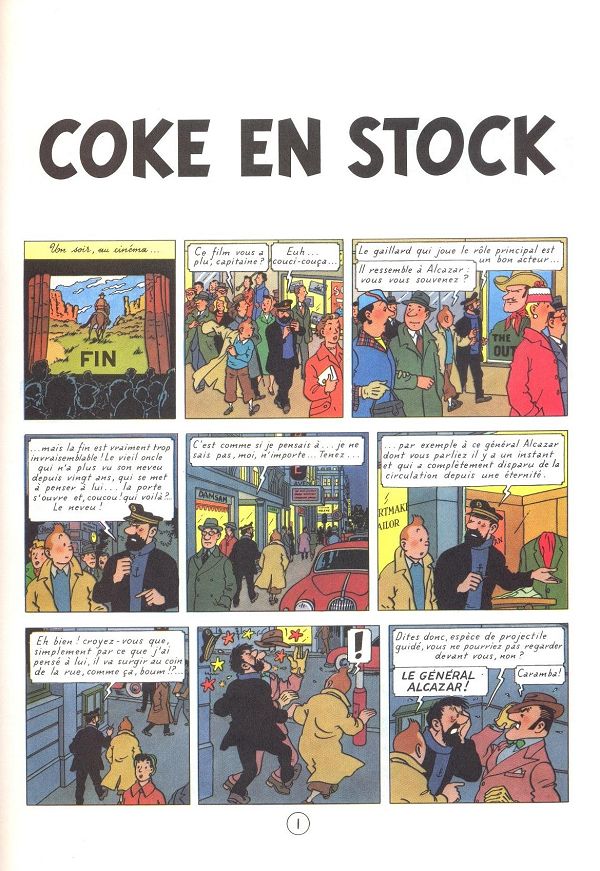 COKE EN STOCK
Un soir, au cinéma...
FIN
Ce film vous a
plu, capitaine?
Euh...
couci-couça...
Le gaillard qui joue le rôle principal est
un bon acteur...
Il ressemble à Alcazar:
vous vous souvenez?
THE
OUT
...mais la fin est vraiment trop
invraisemblable! Le vieil oncle
qui n'a plus vu son neveu
depuis vingt ans, qui se met
à penser à lui... la porte
s'ouvre et, coucou! qui voilà?..
Le neveu!
C'est comme si je pensais à... je ne
sais pas, moi, n'importe... Tenez...
DAMSAM
...par exemple à ce général Alcazar
dont vous parliez il y a un instant
et qui a complètement disparu de la
circulation depuis une éternité.
RTMAK
AILOR
Eh bien! croyez-vous que,
simplement par ce que j'ai
pensé à lui, il va surgir au coin
de la rue, comme ça, boum!?...
!
Dites donc, espèce de projectile
guidé, vous ne pourriez pas regarder
devant vous, non?
LE GÉNÉRAL
ALCAZAR!
Caramba!
1